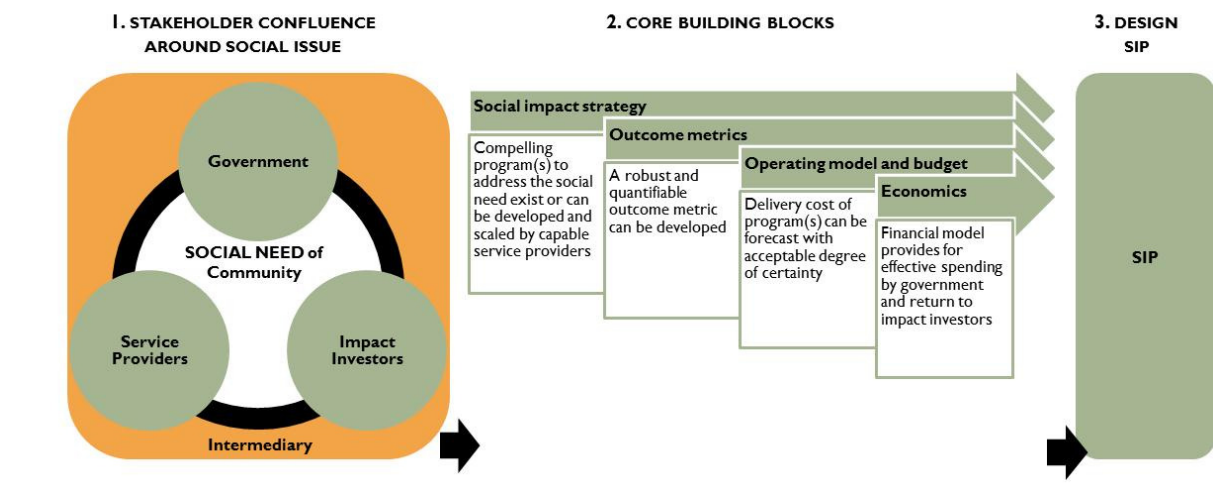 1. STAKEHOLDER CONFLUENCE
AROUND SOCIAL ISSUE
2. CORE BUILDING BLOCKS
3. DESIGN
SIP
Government
SOCIAL NEED of
Community
Service
Providers
Impact
Investors
Intermediary
Social impact strategy
Compelling
program(s) to
address the social
need exist or can
be developed and
scaled by capable
service providers
Outcome metrics
A robust and
quantifiable
outcome metric
can be developed
Operating model and budget
Delivery cost of
program(s) can be
forecast with
acceptable degree
of certainty
Economics
Financial model
provides for
effective spending
by government
and return to
impact investors
SIP